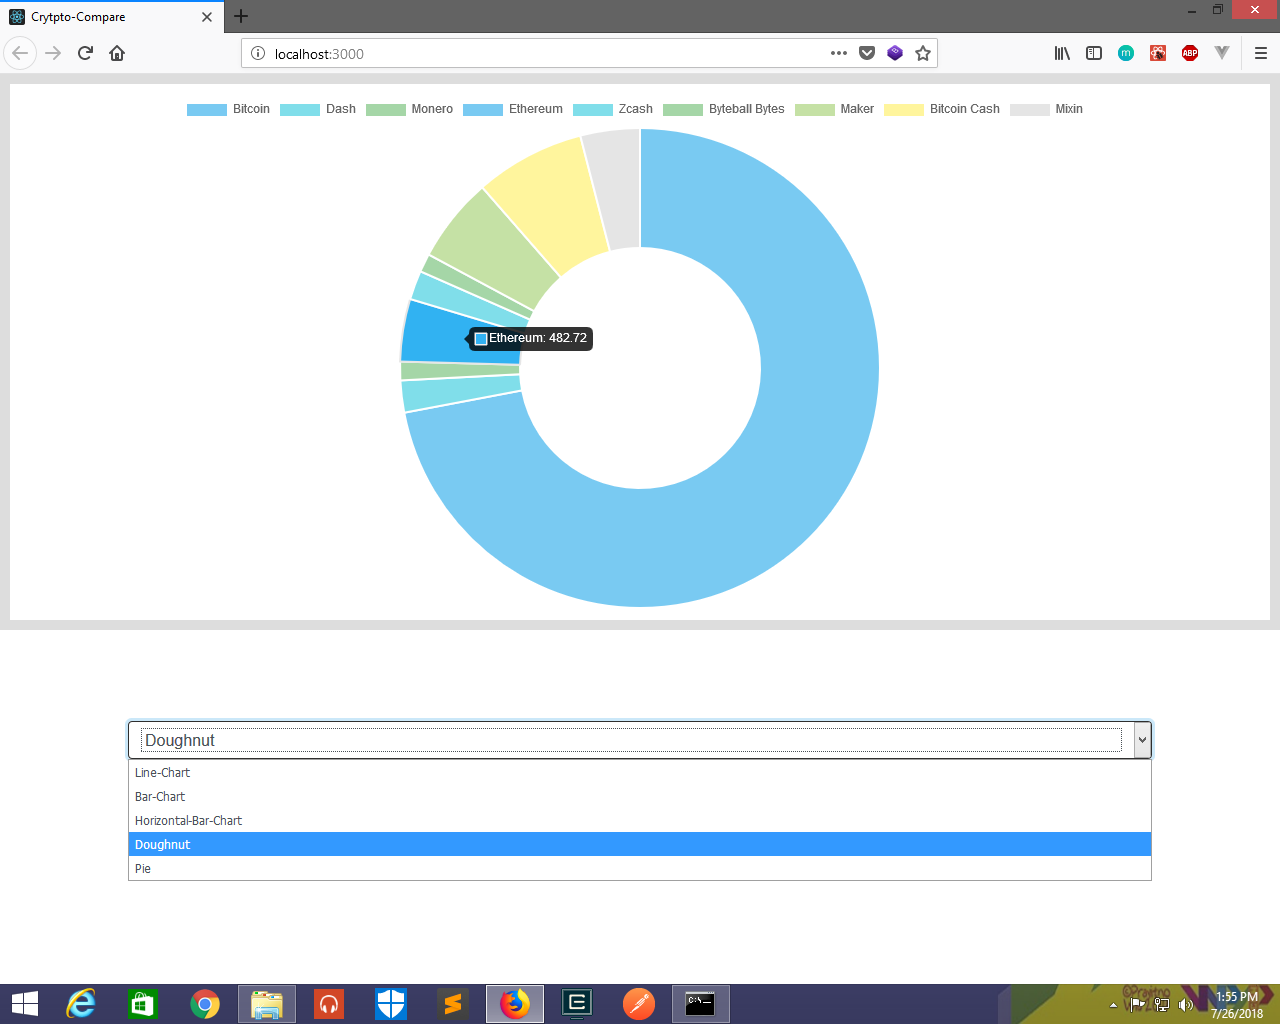 Crytpto-Compare
localhost:3000
m
ABP
Bitcoin Dash Monero Ethereum Zcash Byteball Bytes Maker Bitcoin Cash Mixin
Ethereum: 482.72
Doughnut
Line-Chart
Bar-Chart
Horizontal-Bar-Chart
Doughnut
Pie
C:\_
1:55 PM
7/26/2018